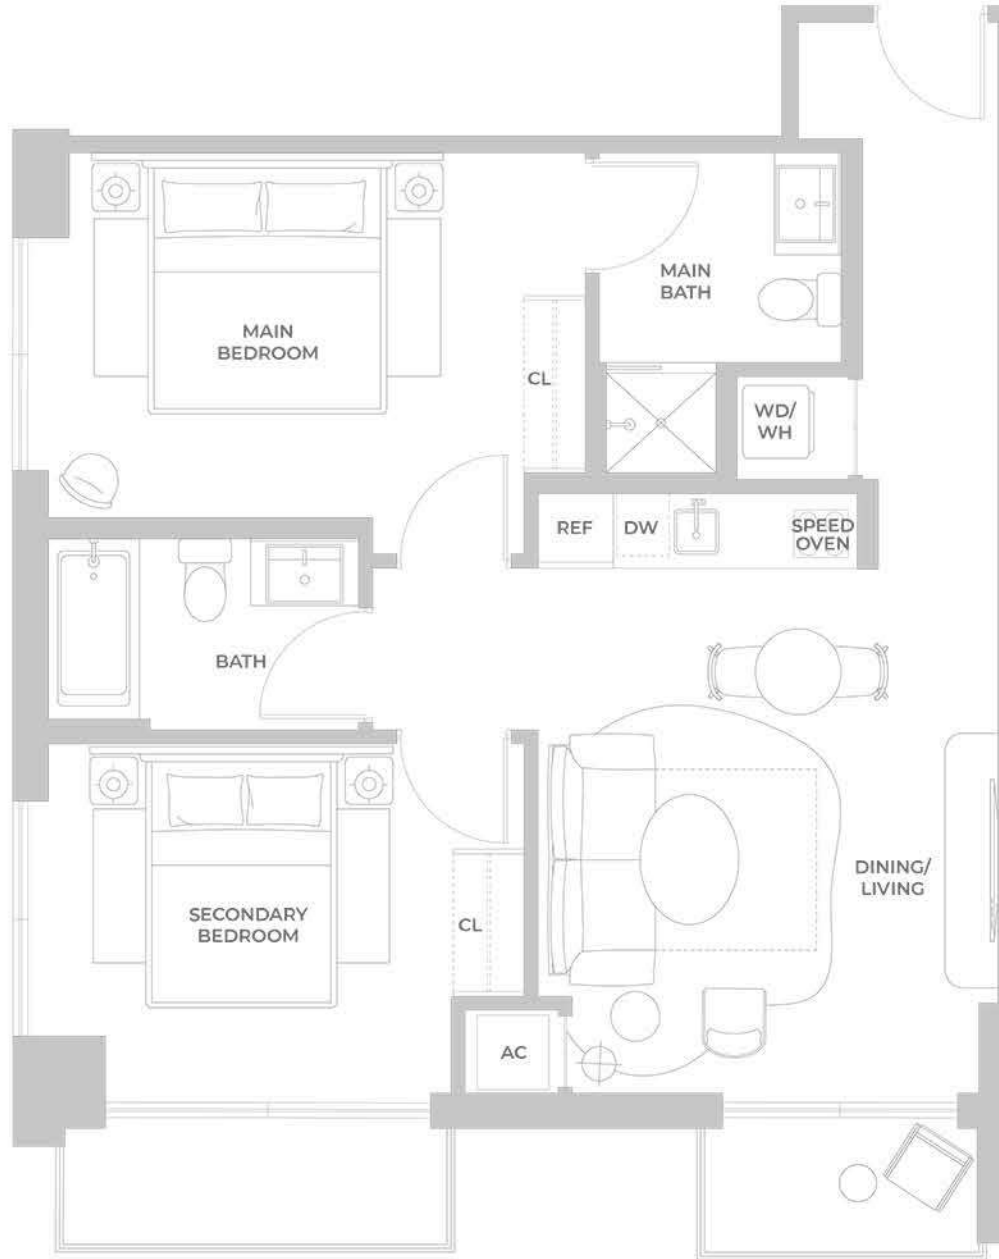 MAIN
BATH
MAIN
BEDROOM
CL
WD/
WH
REF
DW
SPEED
OVEN
BATH
DINING/
LIVING
SECONDARY
BEDROOM
CL
AC